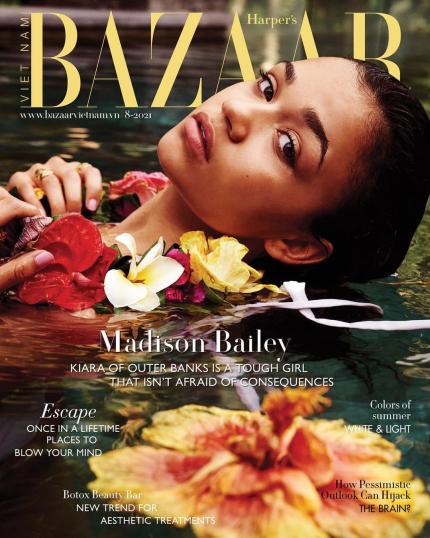 Harper's
BAZAAR
VIET NAM
www.bazaarvietnam.vn 8-2021
Madison Bailey
KIARA OF OUTER BANKS IS A TOUGH GIRL
THAT ISN'T AFRAID OF CONSEQUENCES
Escape
ONCE IN A LIFETIME
PLACES TO
BLOW YOUR MIND
Colors of
summer
WHITE & LIGHT
Botox Beauty Bar
NEW TREND FOR
AESTHETIC TREATMENTS
How Pessimistic
Outlook Can Hijack
THE BRAIN?